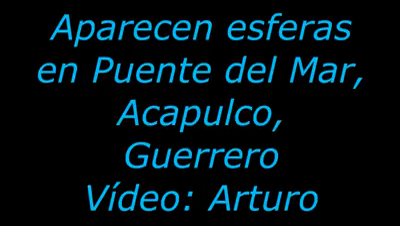 Aparecen esferas
en Puente del Mar,
Acapulco,
Guerrero
Vídeo: Arturo